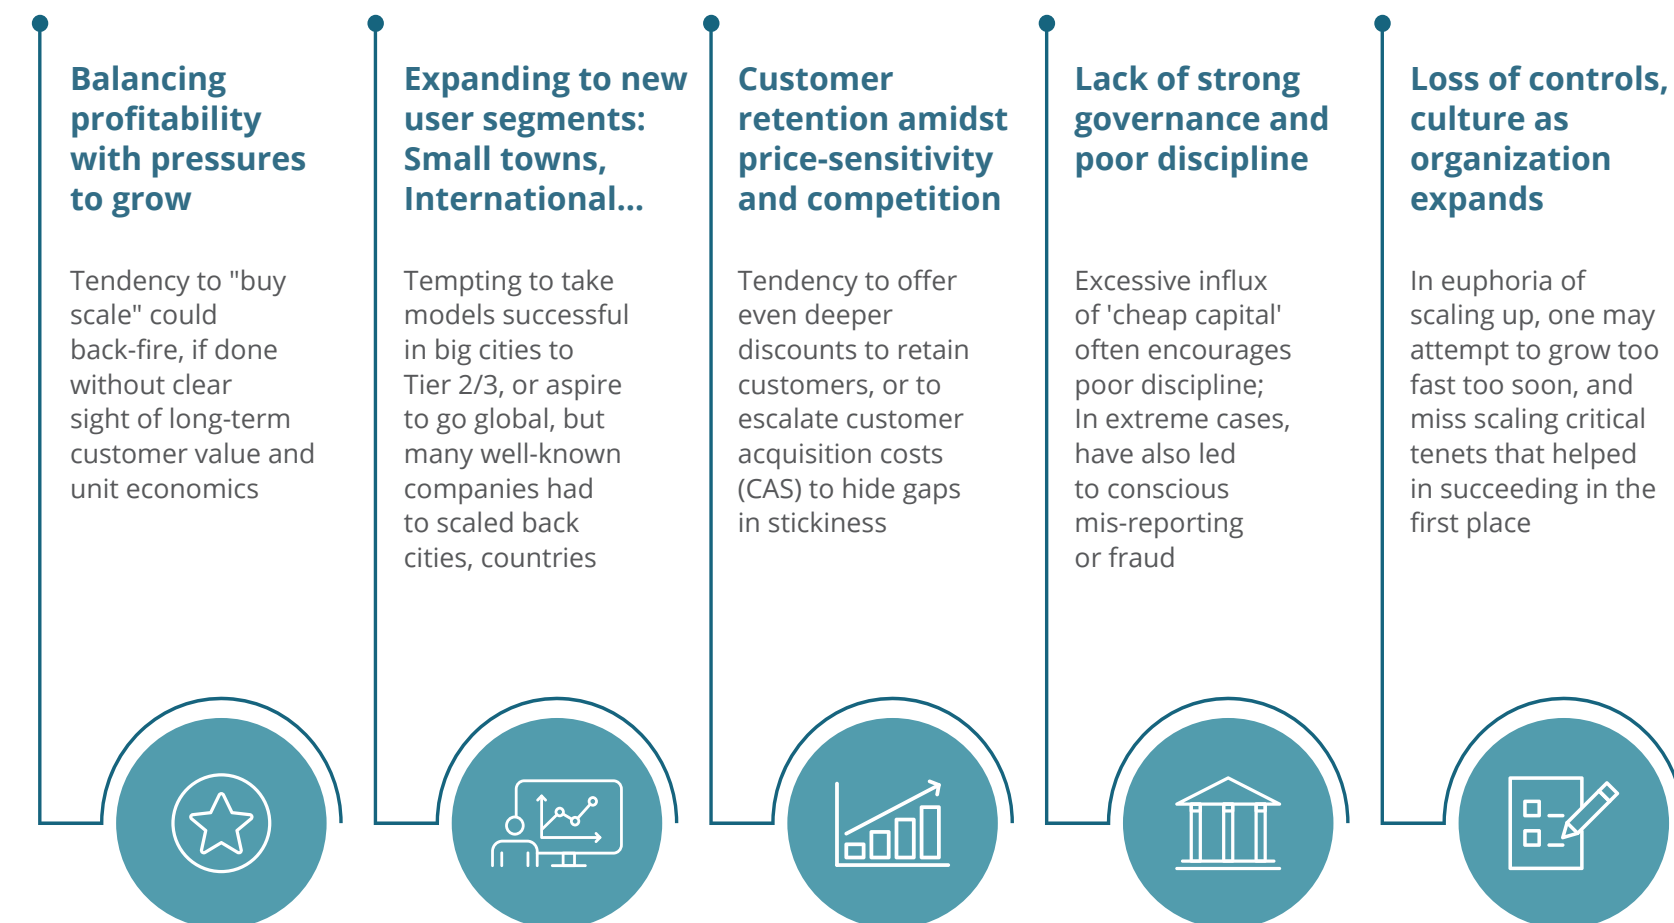 Balancing
profitability
with pressures
to grow
Tendency to "buy
scale" could
back-fire, if done
without clear
sight of long-term
customer value and
unit economics
Expanding to new
user segments:
Small towns,
International...
Tempting to take
models successful
in big cities to
Tier 2/3, or aspire
to go global, but
many well-known
companies had
to scaled back
cities, countries
Customer
retention amidst
price-sensitivity
and competition
Tendency to offer
even deeper
discounts to retain
customers, or to
escalate customer
acquisition costs
(CAS) to hide gaps
in stickiness
Lack of strong
governance and
poor discipline
Excessive influx
of 'cheap capital'
often encourages
poor discipline;
In extreme cases,
have also led
to conscious
mis-reporting
or fraud
Loss of controls,
culture as
organization
expands
In euphoria of
scaling up, one may
attempt to grow too
fast too soon, and
miss scaling critical
tenets that helped
in succeeding in the
first place